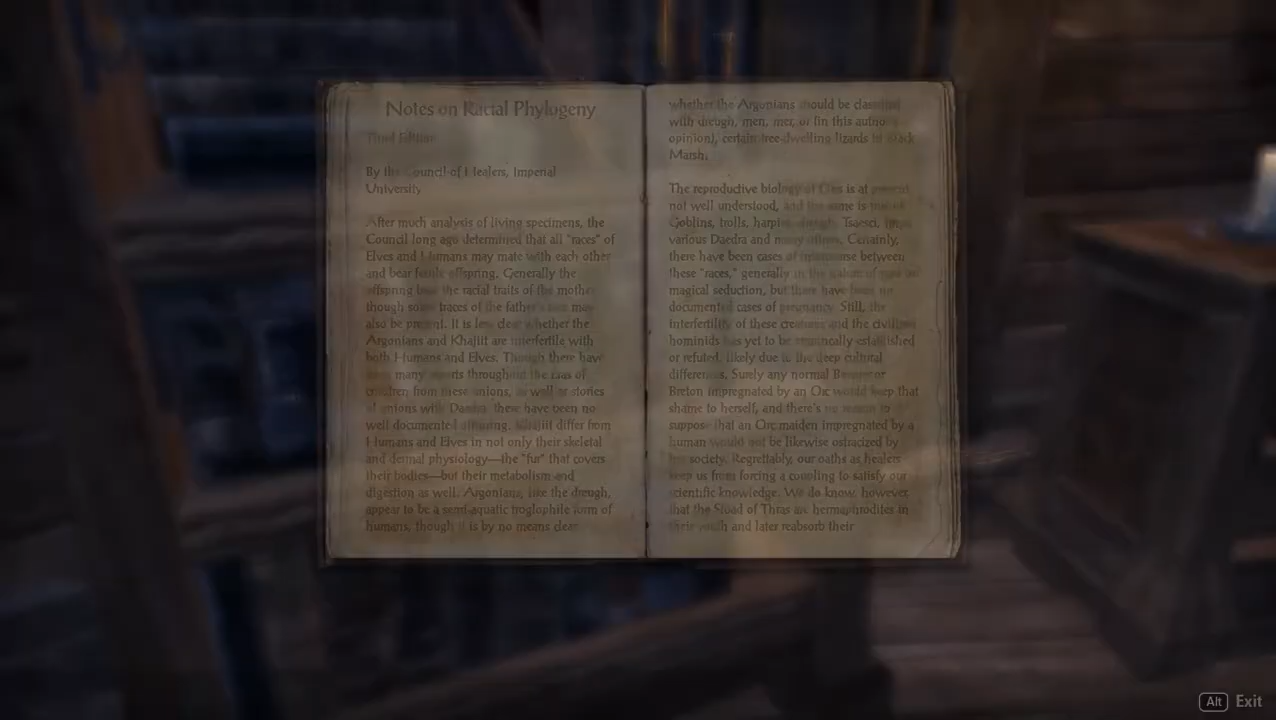 Notes on Racial Phylogeny
Third Edition
By the Council of Healers, Imperial
University
After much analysis of living specimens, the
Council long ago determined that all "races" of
Elves and Humans may mate with each other
and bear fertile offspring. Generally the
offspring bear the racial traits of the mother,
though some traces of the father's race may
also be present. It is less clear whether the
Argonians and Khajiit are interfertile with
both Humans and Elves. Though there have
been many reports throughout the Eras of
children from these unions, as well as stories
of unions with Daedra, there have been no
well documented offspring. Khajiit differ from
Humans and Elves in not only their skeletal
and dermal physiology—the "fur" that covers
their bodies—but their metabolism and
digestion as well. Argonians, like the dreugh,
appear to be a semi-aquatic troglophile form of
humans, though it is by no means clear
whether the Argonians should be classified
with dreugh, men, mer, or (in this author's
opinion), certain tree-dwelling lizards in Black
Marsh.
The reproductive biology of Orcs is at present
not well understood, and the same is true of
Goblins, trolls, harpies, dreugh, Tsaesci, Imga,
various Daedra and many others. Certainly,
there have been cases of intercourse between
these "races," generally in the nature of rape or
magical seduction, but there have been no
documented cases of pregnancy. Still, the
interfertility of these creatures and the civilized
hominids has yet to be empirically established
or refuted, likely due to the deep cultural
differences. Surely any normal Bosmer or
Breton impregnated by an Orc would keep that
shame to herself, and there's no reason to
suppose that an Orc maiden impregnated by a
human would not be likewise ostracized by
her society. Regrettably, our oaths as healers
keep us from forcing a coupling to satisfy our
scientific knowledge. We do know, however,
that the Sload of Thras are hermaphrodites in
their youth and later reabsorb their
Alt Exit